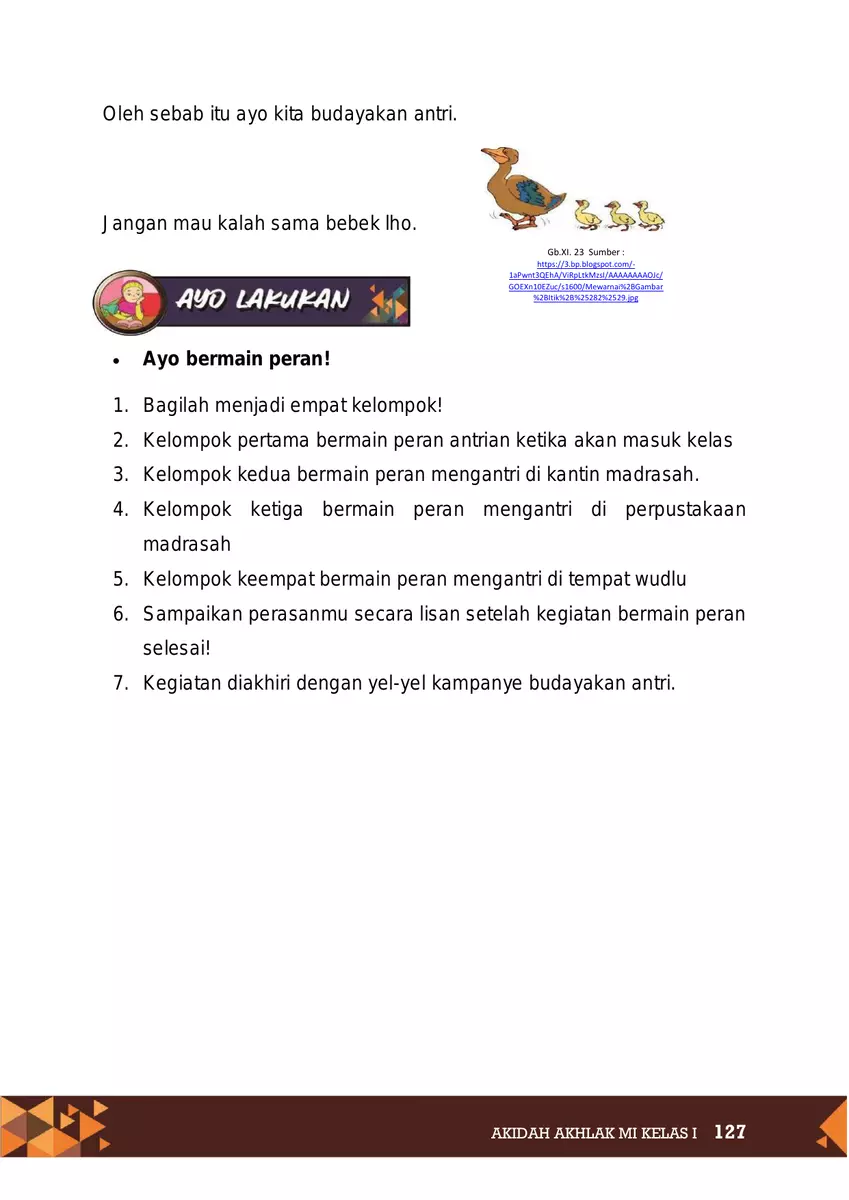 Oleh sebab itu ayo kita budayakan antri.
Jangan mau kalah sama bebek lho.
Gb.XI. 23 Sumber :
https://3.bp.blogspot.com/-
1aPwnt3QEhA/ViRpLtkMzsI/AAAAAAAAOJc/
GOEXn10EZuc/s1600/Mewarnai%2BGambar
%2BItik%2B%25282%2529.jpg
AYO LAKUKAN
• Ayo bermain peran!
1. Bagilah menjadi empat kelompok!
2. Kelompok pertama bermain peran antrian ketika akan masuk kelas
3. Kelompok kedua bermain peran mengantri di kantin madrasah.
4. Kelompok ketiga bermain peran mengantri di perpustakaan
madrasah
5. Kelompok keempat bermain peran mengantri di tempat wudlu
6. Sampaikan perasanmu secara lisan setelah kegiatan bermain peran
selesai!
7. Kegiatan diakhiri dengan yel-yel kampanye budayakan antri.
AKIDAH AKHLAK MI KELAS I 127